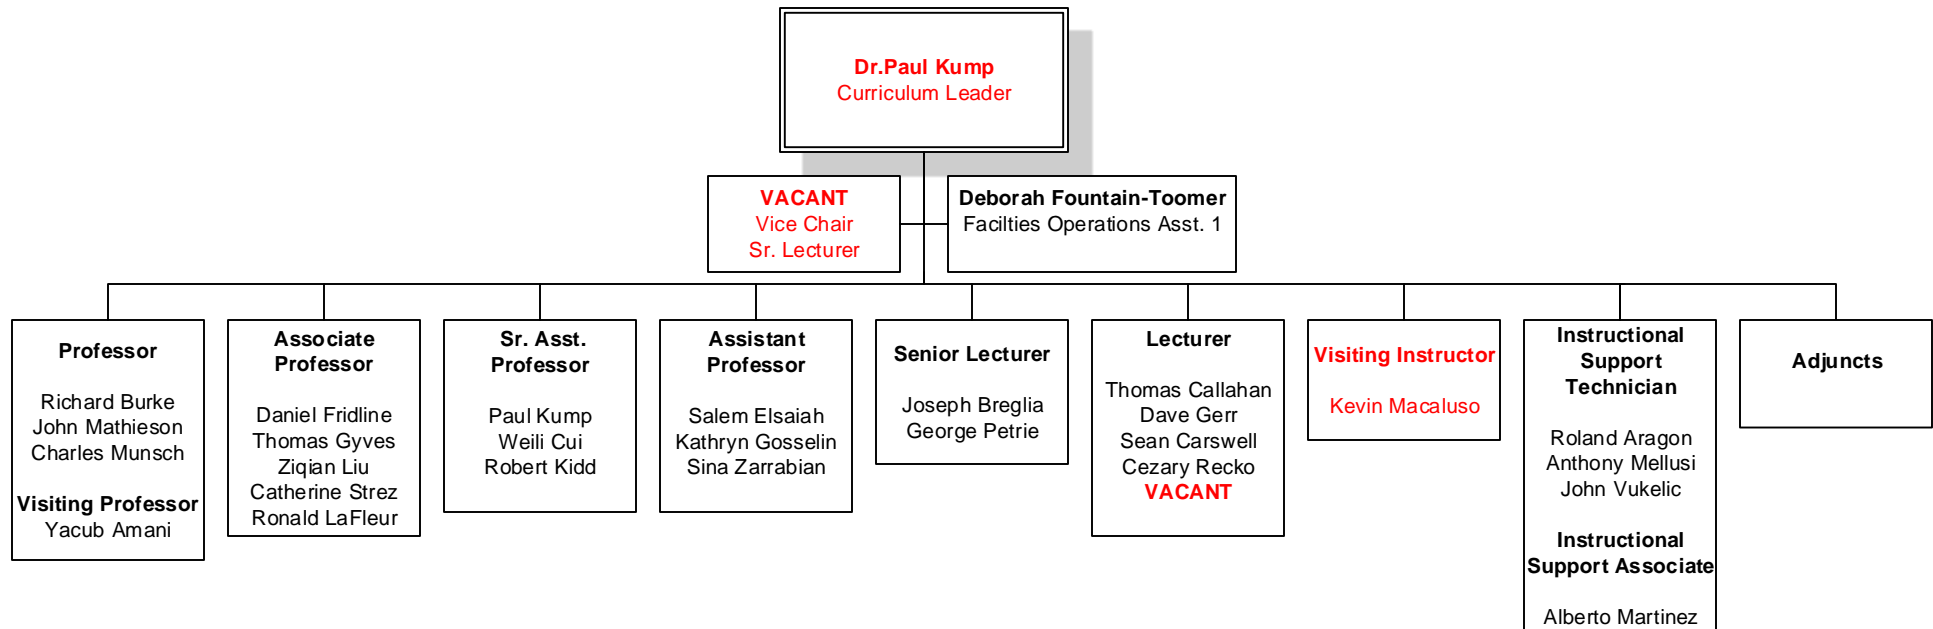 Dr.Paul Kump
Curriculum Leader
VACANT
Vice Chair
Sr. Lecturer
Deborah Fountain-Toomer
Facilties Operations Asst. 1
Professor
Richard Burke
John Mathieson
Charles Munsch
Visiting Professor
Yacub Amani
Associate
Professor
Daniel Fridline
Thomas Gyves
Ziqian Liu
Catherine Strez
Ronald LaFleur
Sr. Asst.
Professor
Paul Kump
Weili Cui
Robert Kidd
Assistant
Professor
Salem Elsaiah
Kathryn Gosselin
Sina Zarrabian
Senior Lecturer
Joseph Breglia
George Petrie
Lecturer
Thomas Callahan
Dave Gerr
Sean Carswell
Cezary Recko
VACANT
Visiting Instructor
Kevin Macaluso
Instructional
Support
Technician
Roland Aragon
Anthony Mellusi
John Vukelic
Instructional
Support Associate
Alberto Martinez
Adjuncts